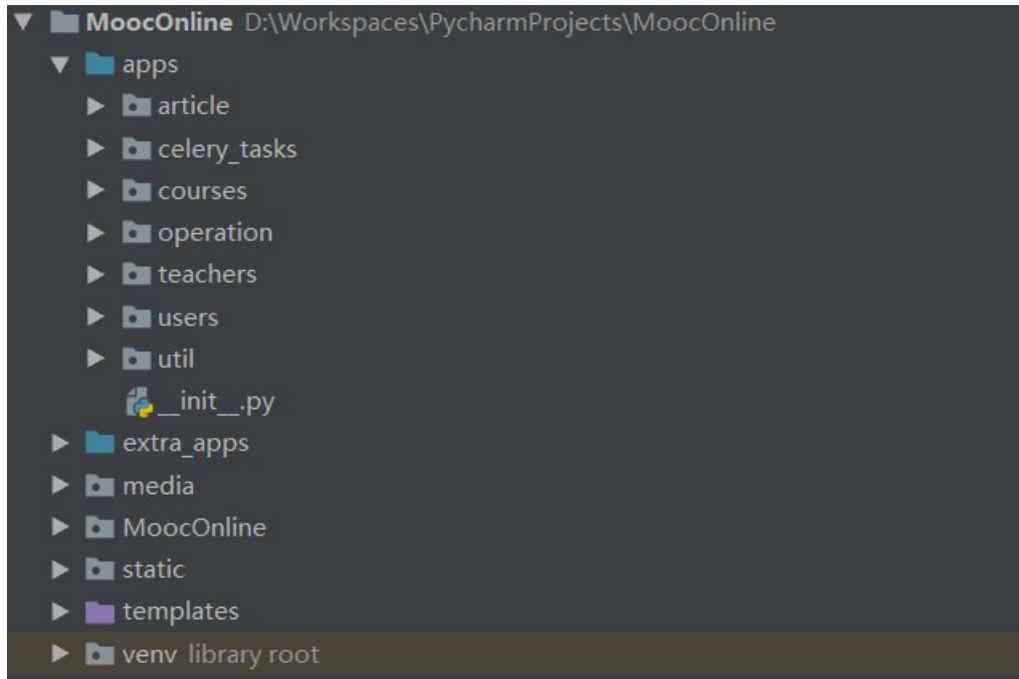 MoocOnline D:\Workspaces\PycharmProjects\MoocOnline
apps
article
celery_tasks
courses
operation
teachers
users
util
__init__.py
extra_apps
media
MoocOnline
static
templates
venv library root